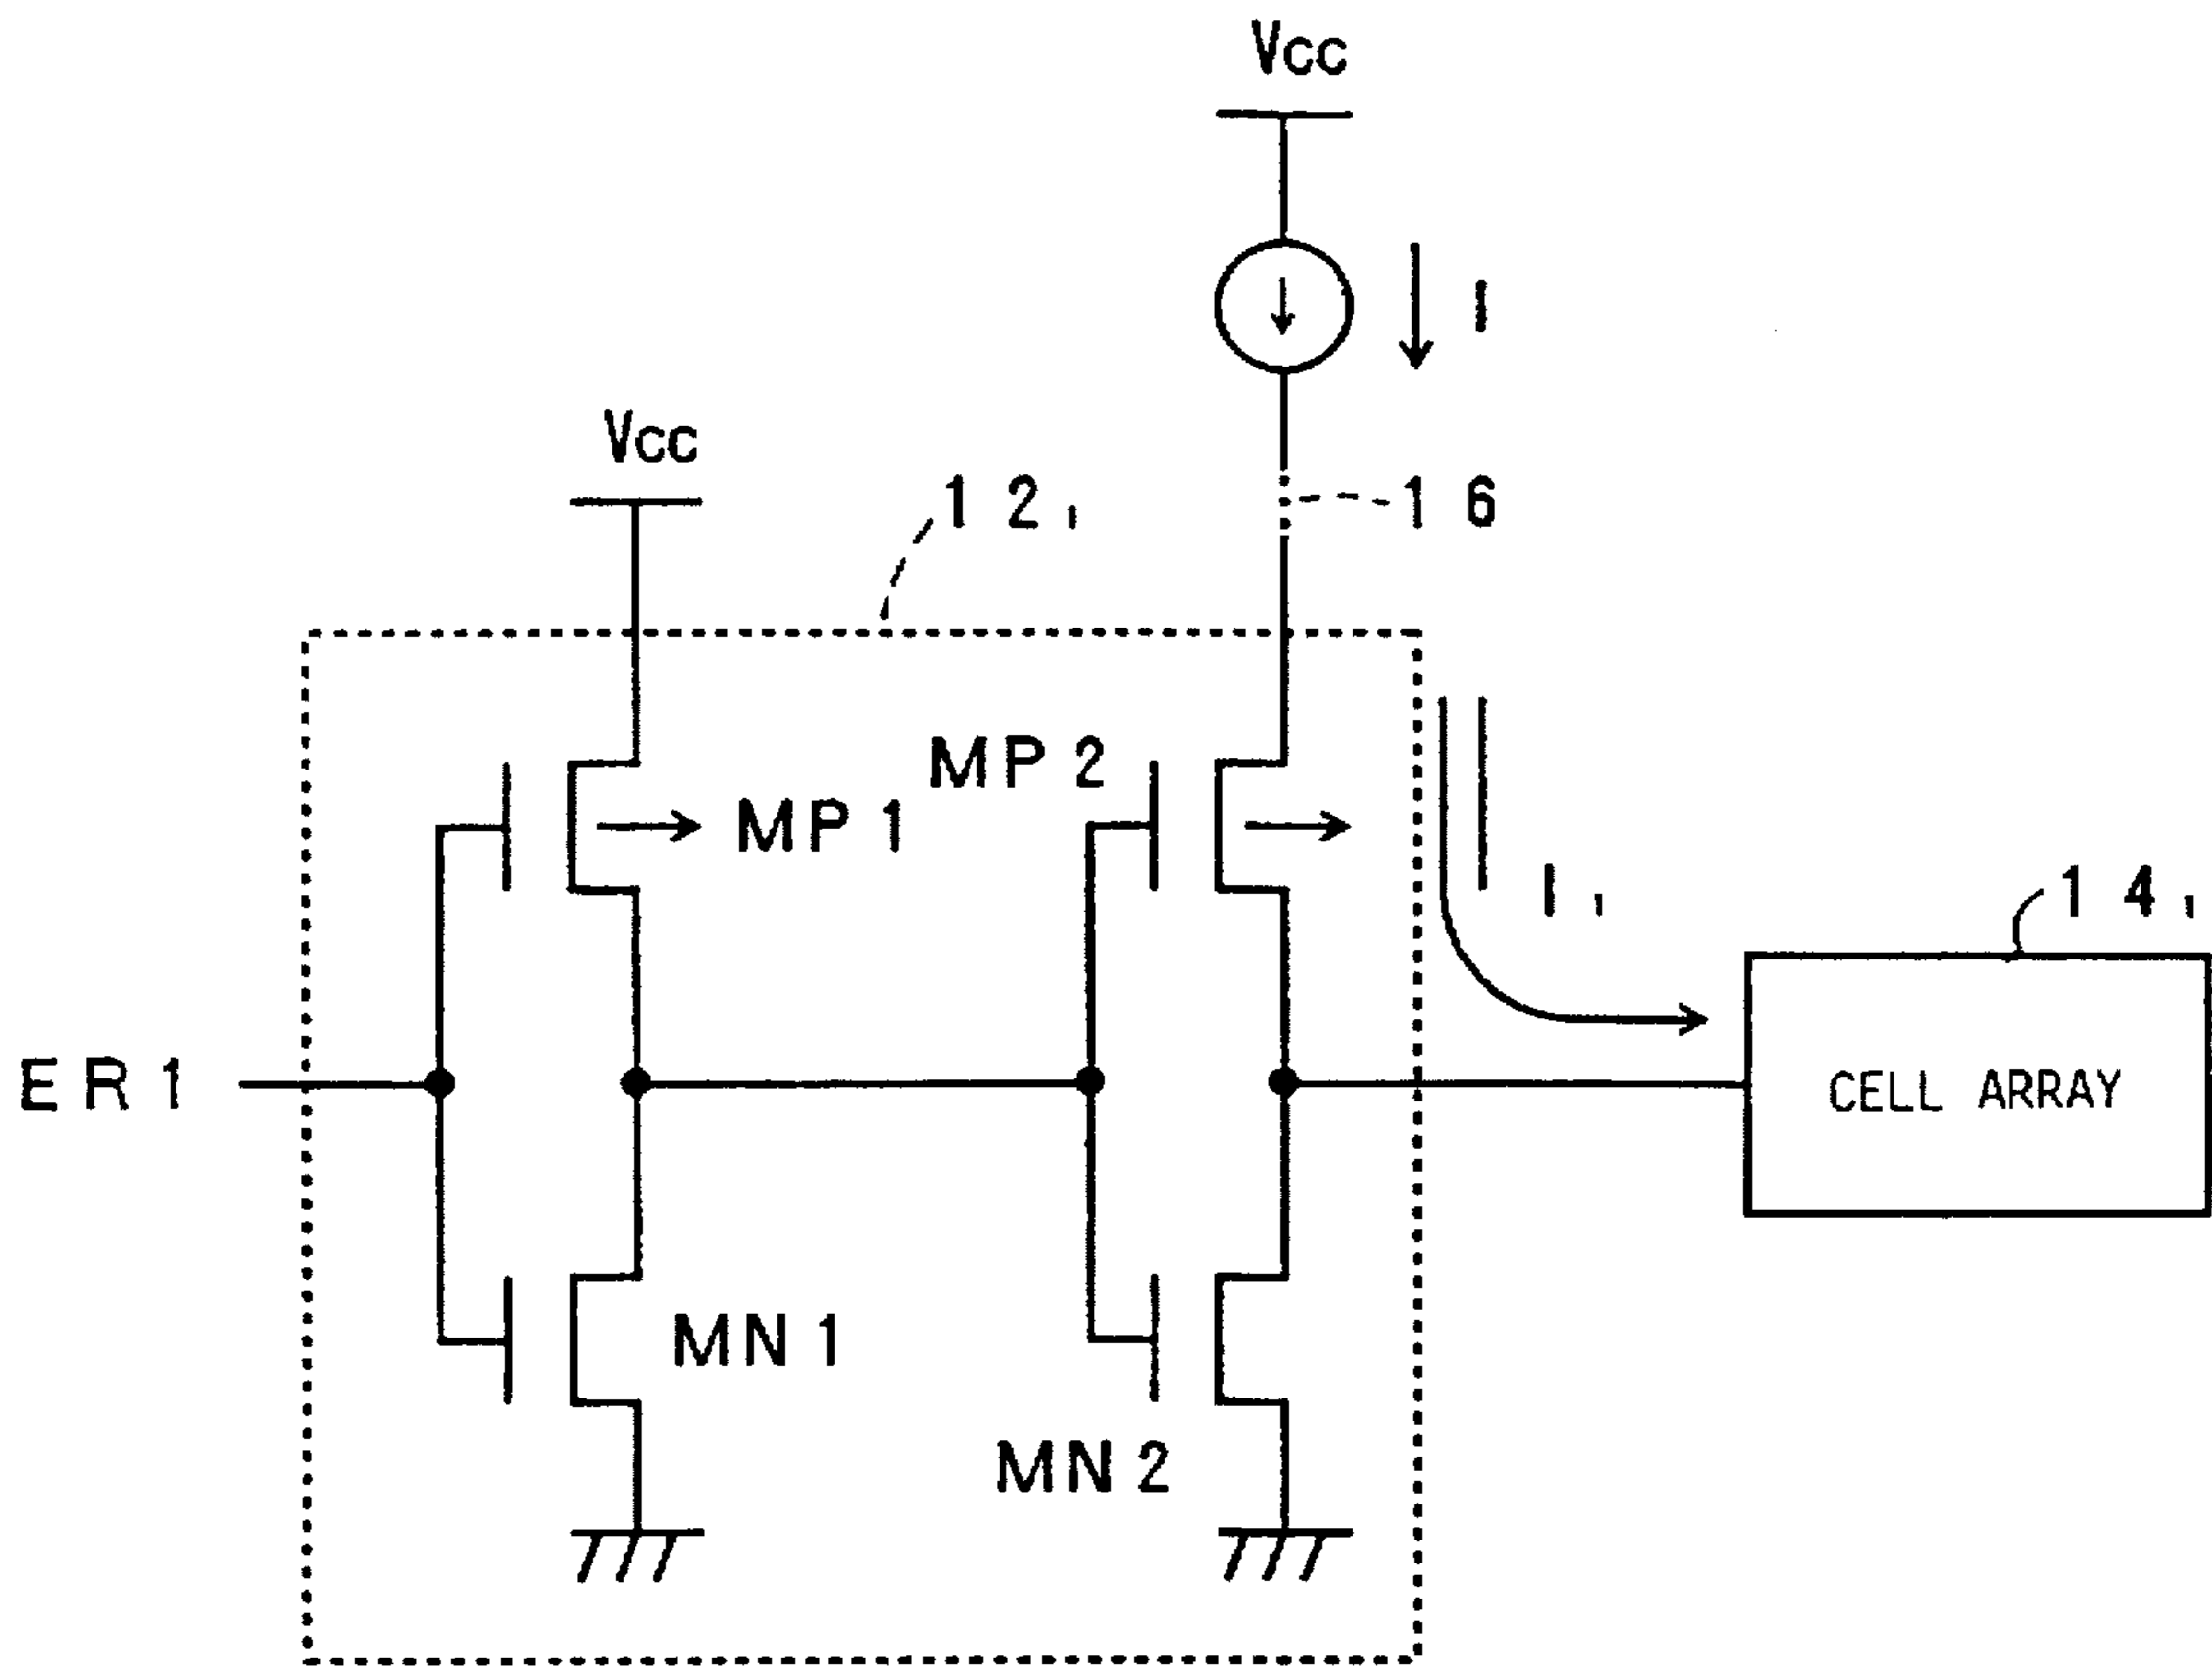 Vcc
I
Vcc
12₁
16
MP2
MP1
I₁
14₁
ER1
CELL ARRAY
MN1
MN2